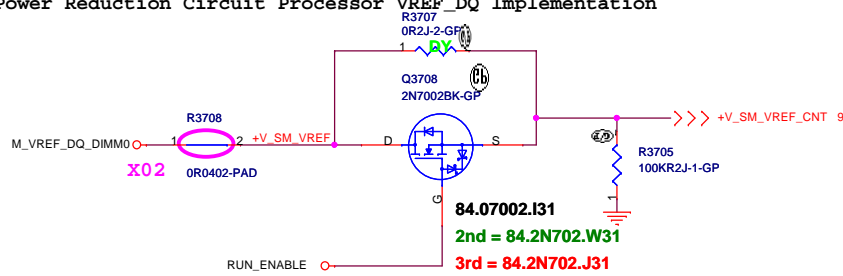 Power Reduction Circuit Processor VREF_DQ Implementation
R3707
0R2J-2-GP
1
DY
Q3708
2N7002BK-GP
R3708
M_VREF_DQ_DIMM0
1
2
+V_SM_VREF
D
S
+V_SM_VREF_CNT 9
X02
0R0402-PAD
R3705
100KR2J-1-GP
1
G
84.07002.I31
2nd = 84.2N702.W31
RUN_ENABLE
3rd = 84.2N702.J31